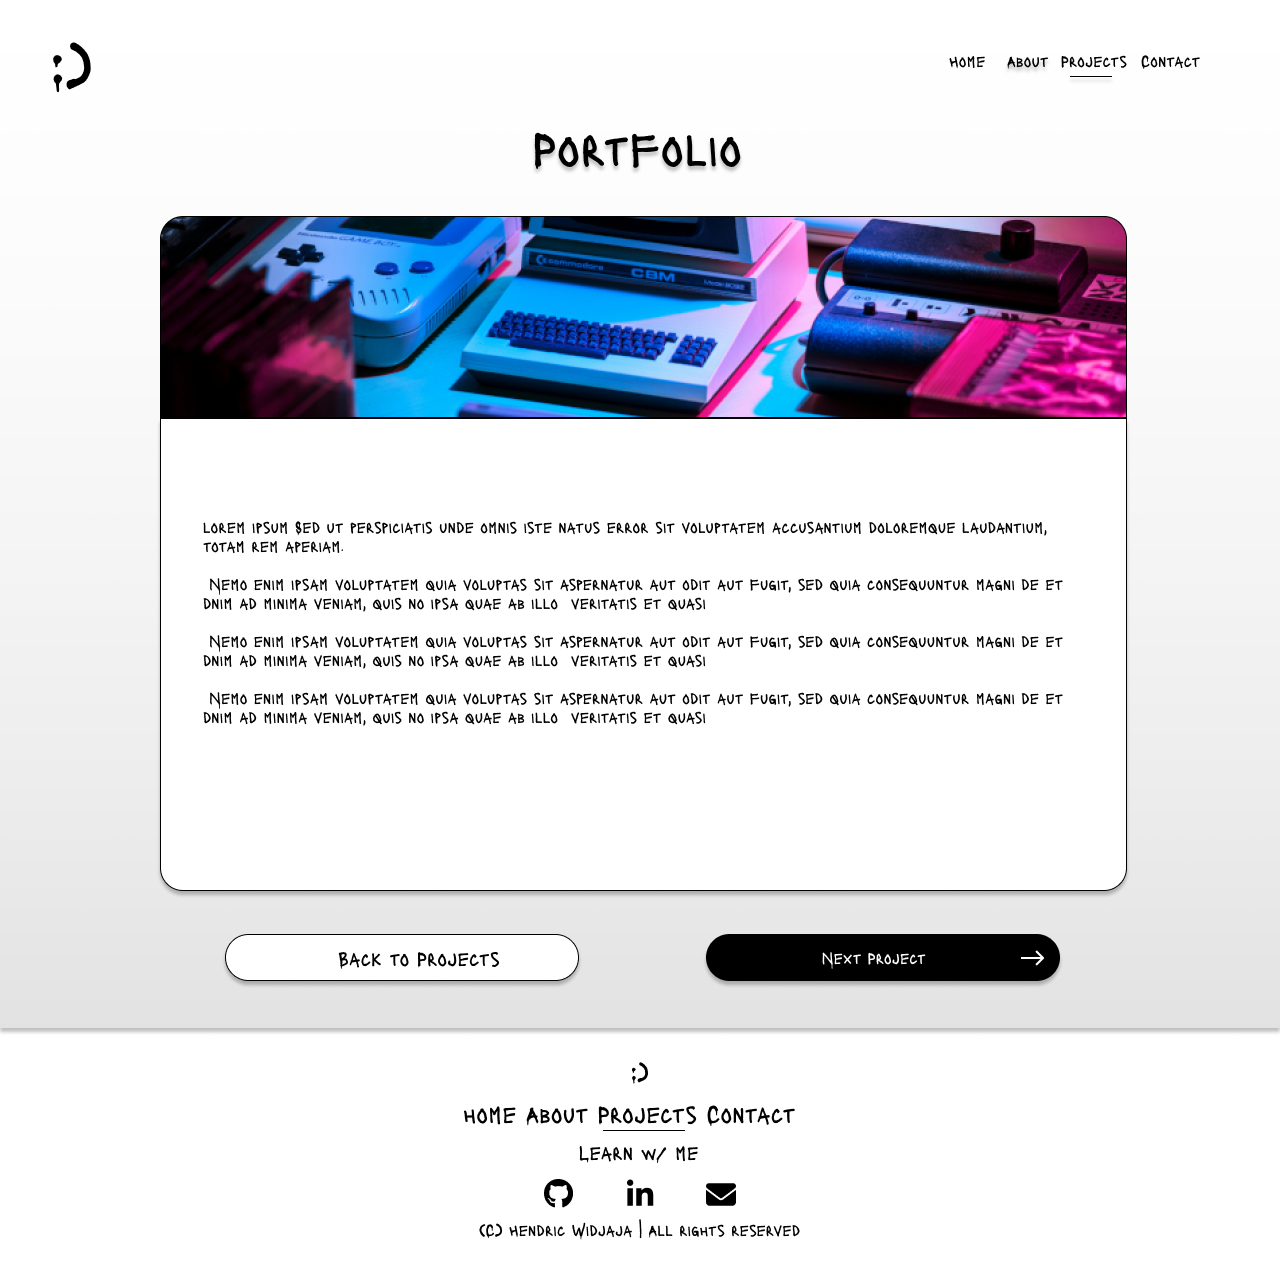 Home About Projects Contact
Portfolio
Nintendo GAME BOY
commodore CBM
Lorem ipsum Sed ut perspiciatis unde omnis iste natus error sit voluptatem accusantium doloremque laudantium,
totam rem aperiam.
Nemo enim ipsam voluptatem quia voluptas sit aspernatur aut odit aut fugit, sed quia consequuntur magni de et
dnim ad minima veniam, quis no ipsa quae ab illo veritatis et quasi
Nemo enim ipsam voluptatem quia voluptas sit aspernatur aut odit aut fugit, sed quia consequuntur magni de et
dnim ad minima veniam, quis no ipsa quae ab illo veritatis et quasi
Nemo enim ipsam voluptatem quia voluptas sit aspernatur aut odit aut fugit, sed quia consequuntur magni de et
dnim ad minima veniam, quis no ipsa quae ab illo veritatis et quasi
Back to Projects
Next Project
Home About Projects Contact
Learn w/ me
in
(C) Hendric Widjaja | All rights reserved